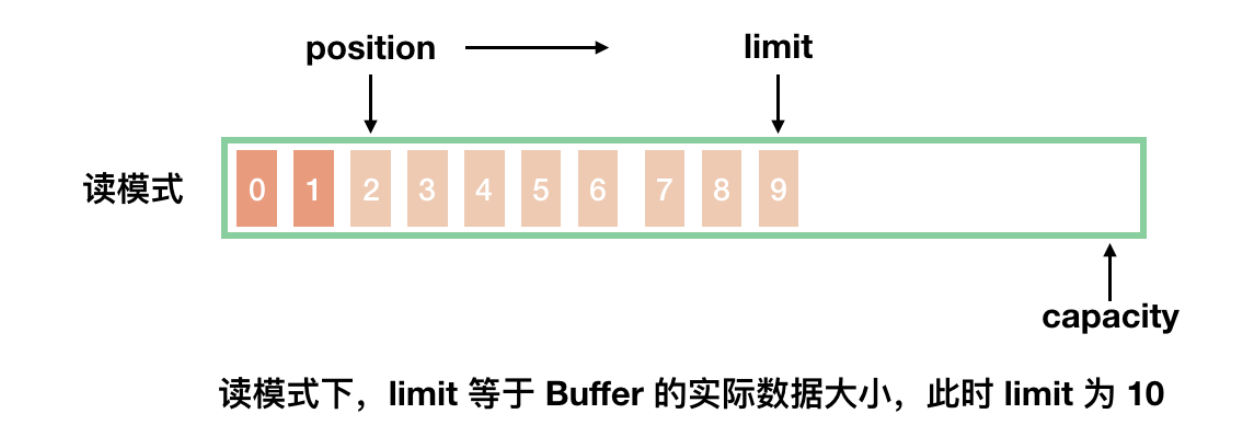 position limit
读模式 0 1 2 3 4 5 6 7 8 9
capacity
读模式下，limit 等于 Buffer 的实际数据大小，此时 limit 为 10